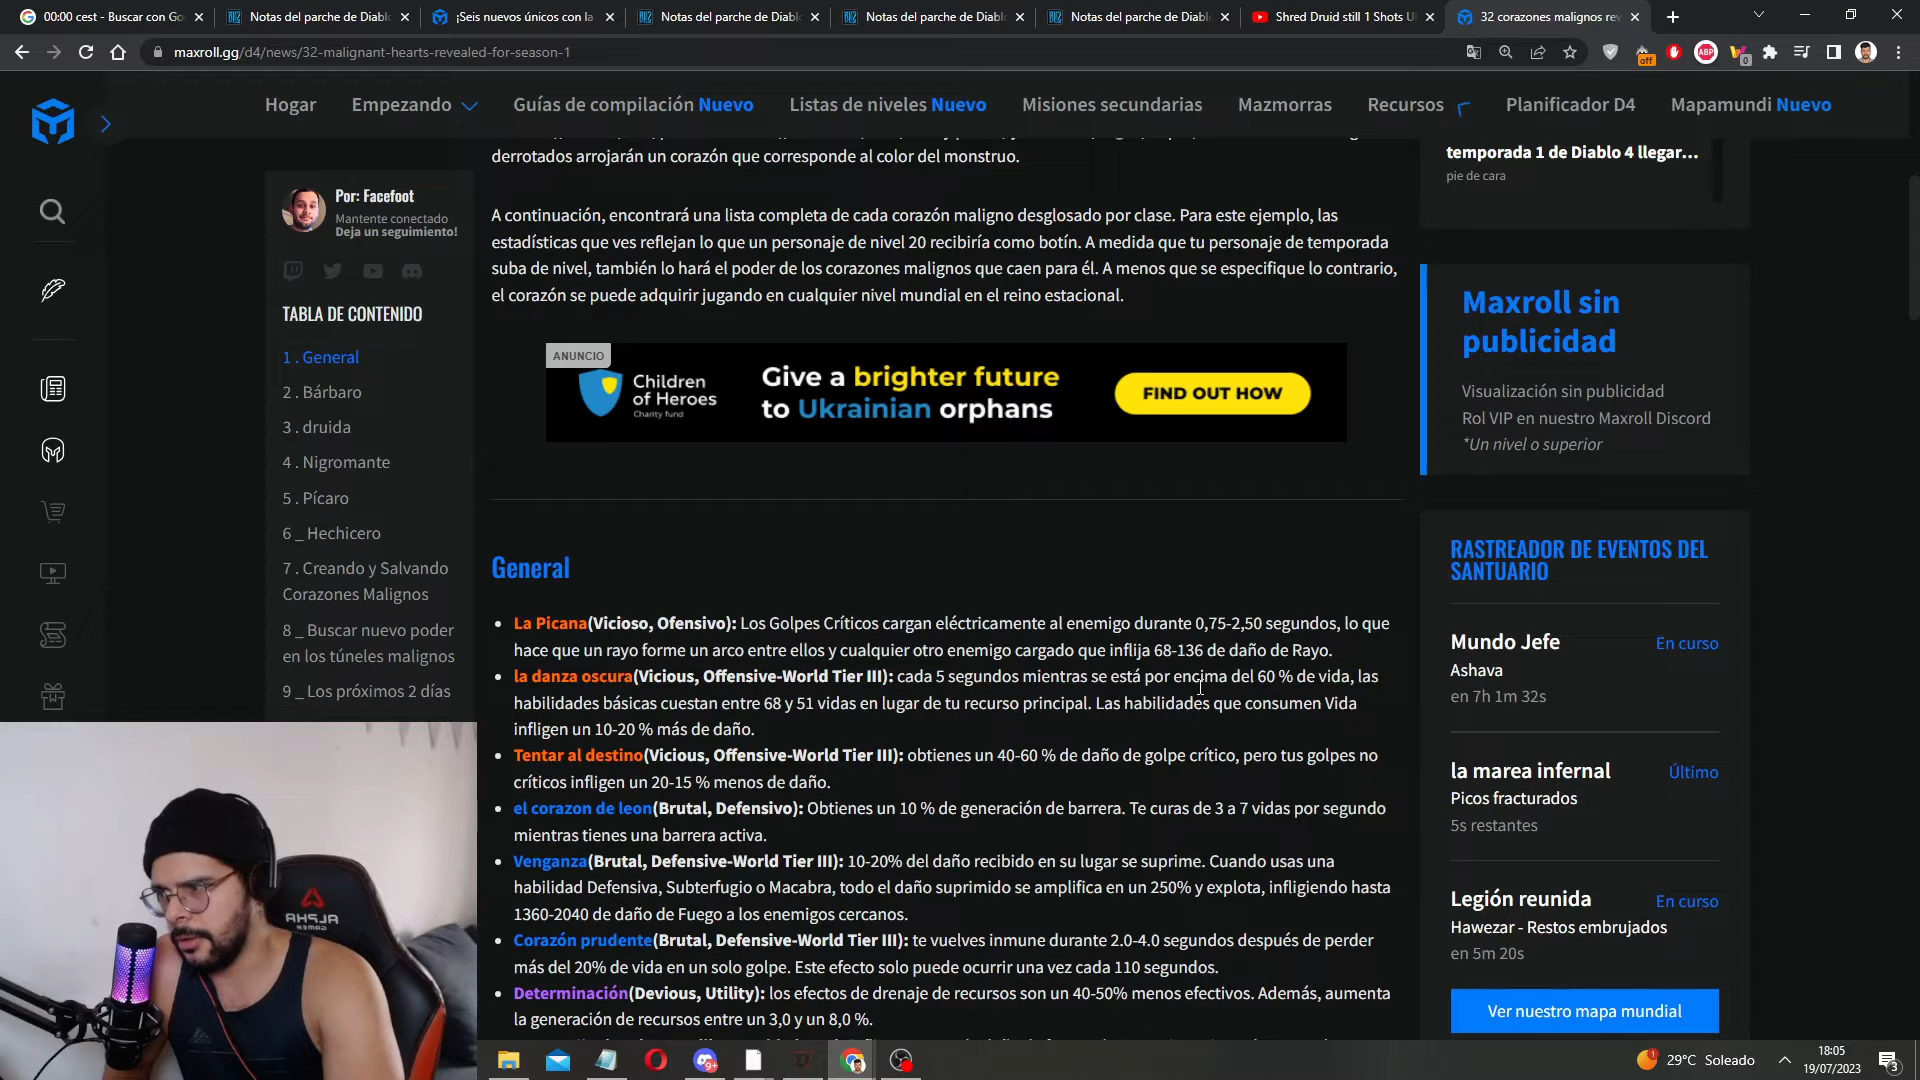 00:00 cest - Buscar con Go
Notas del parche de Diablo
¡Seis nuevos únicos con la
Notas del parche de Diablo
Notas del parche de Diablo
Notas del parche de Diablo
Shred Druid still 1 Shots U
32 corazones malignos rev
maxroll.gg/d4/news/32-malignant-hearts-revealed-for-season-1
off
ABP
0
Hogar
Empezando
Guías de compilación Nuevo
Listas de niveles Nuevo
Misiones secundarias
Mazmorras
Recursos
Planificador D4
Mapamundi Nuevo
Por: Facefoot
Mantente conectado
Deja un seguimiento!
TABLA DE CONTENIDO
1 . General
2 . Bárbaro
3 . druida
4 . Nigromante
5 . Pícaro
6 _ Hechicero
7 . Creando y Salvando
Corazones Malignos
8 _ Buscar nuevo poder
en los túneles malignos
9 _ Los próximos 2 días
derrotados arrojarán un corazón que corresponde al color del monstruo.
A continuación, encontrará una lista completa de cada corazón maligno desglosado por clase. Para este ejemplo, las
estadísticas que ves reflejan lo que un personaje de nivel 20 recibiría como botín. A medida que tu personaje de temporada
suba de nivel, también lo hará el poder de los corazones malignos que caen para él. A menos que se especifique lo contrario,
el corazón se puede adquirir jugando en cualquier nivel mundial en el reino estacional.
ANUNCIO
Children
of Heroes
Charity fund
Give a brighter future
to Ukrainian orphans
FIND OUT HOW
General
• La Picana(Vicioso, Ofensivo): Los Golpes Críticos cargan eléctricamente al enemigo durante 0,75-2,50 segundos, lo que
hace que un rayo forme un arco entre ellos y cualquier otro enemigo cargado que inflija 68-136 de daño de Rayo.
• la danza oscura(Vicious, Offensive-World Tier III): cada 5 segundos mientras se está por encima del 60 % de vida, las
habilidades básicas cuestan entre 68 y 51 vidas en lugar de tu recurso principal. Las habilidades que consumen Vida
infligen un 10-20 % más de daño.
• Tentar al destino(Vicious, Offensive-World Tier III): obtienes un 40-60 % de daño de golpe crítico, pero tus golpes no
críticos infligen un 20-15 % menos de daño.
• el corazon de leon(Brutal, Defensivo): Obtienes un 10 % de generación de barrera. Te curas de 3 a 7 vidas por segundo
mientras tienes una barrera activa.
• Venganza(Brutal, Defensive-World Tier III): 10-20% del daño recibido en su lugar se suprime. Cuando usas una
habilidad Defensiva, Subterfugio o Macabra, todo el daño suprimido se amplifica en un 250% y explota, infligiendo hasta
1360-2040 de daño de Fuego a los enemigos cercanos.
• Corazón prudente(Brutal, Defensive-World Tier III): te vuelves inmune durante 2.0-4.0 segundos después de perder
más del 20% de vida en un solo golpe. Este efecto solo puede ocurrir una vez cada 110 segundos.
• Determinación(Devious, Utility): los efectos de drenaje de recursos son un 40-50% menos efectivos. Además, aumenta
la generación de recursos entre un 3,0 y un 8,0 %.
temporada 1 de Diablo 4 llegar...
pie de cara
Maxroll sin
publicidad
Visualización sin publicidad
Rol VIP en nuestro Maxroll Discord
*Un nivel o superior
RASTREADOR DE EVENTOS DEL
SANTUARIO
Mundo Jefe
En curso
Ashava
en 7h 1m 32s
la marea infernal
Último
Picos fracturados
5s restantes
Legión reunida
En curso
Hawezar - Restos embrujados
en 5m 20s
Ver nuestro mapa mundial
9+
29°C Soleado
18:05
19/07/2023
3